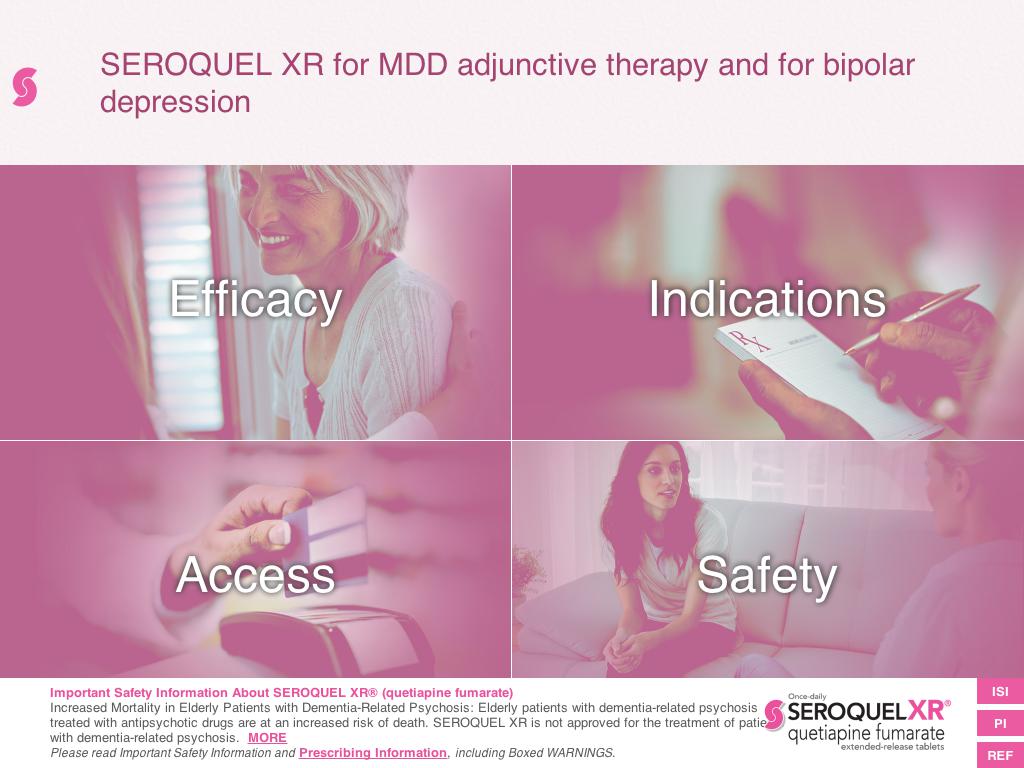 SEROQUEL XR for MDD adjunctive therapy and for bipolar
depression
Efficacy
Indications
Rx
Access
Safety
Important Safety Information About SEROQUEL XR® (quetiapine fumarate)
Increased Mortality in Elderly Patients with Dementia-Related Psychosis: Elderly patients with dementia-related psychosis
treated with antipsychotic drugs are at an increased risk of death. SEROQUEL XR is not approved for the treatment of patie
with dementia-related psychosis. MORE
Please read Important Safety Information and Prescribing Information, including Boxed WARNINGS.
Once-daily
SEROQUEL XR®
quetiapine fumarate
extended-release tablets
ISI
PI
REF